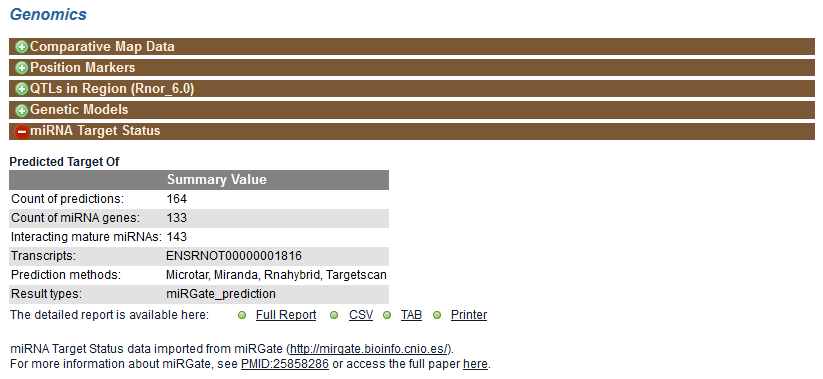 Genomics
Comparative Map Data
Position Markers
QTLs in Region (Rnor_6.0)
Genetic Models
miRNA Target Status
Predicted Target Of
Summary Value
Count of predictions: 164
Count of miRNA genes: 133
Interacting mature miRNAs: 143
Transcripts: ENSRNOT00000001816
Prediction methods: Microtar, Miranda, Rnahybrid, Targetscan
Result types: miRGate_prediction
The detailed report is available here: Full Report CSV TAB Printer
miRNA Target Status data imported from miRGate (http://mirgate.bioinfo.cnio.es/).
For more information about miRGate, see PMID:25858286 or access the full paper here.